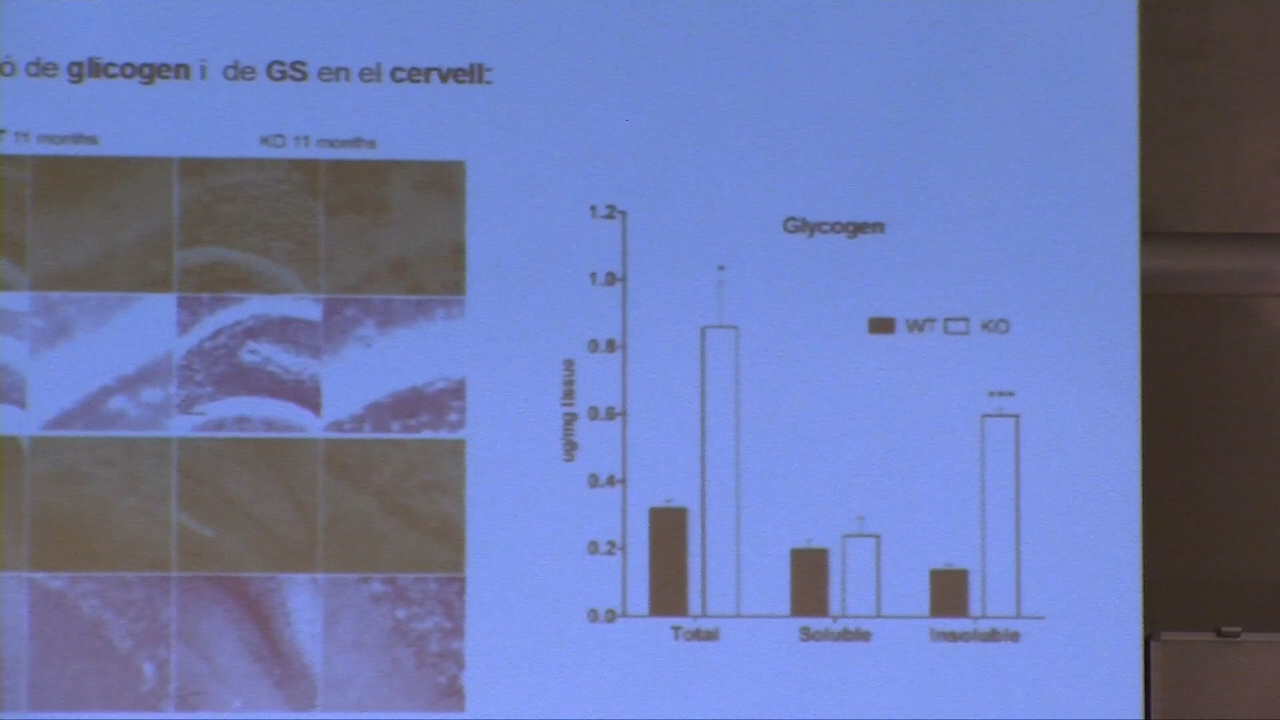 ó de glicogen i de GS en el cervell:
T 11 months
KO 11 months
Glycogen
WT KO
1.2
1.0
0.8
0.6
0.4
0.2
0.0
ug/mg tissue
Total Soluble Insoluble